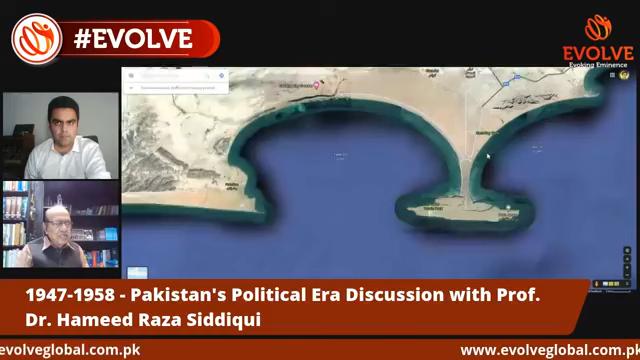 #EVOLVE
EVOLVE
Evoking Eminence
1947-1958 - Pakistan's Political Era Discussion with Prof.
Dr. Hameed Raza Siddiqui
www.evolveglobal.com.pk
www.evolveglobal.com.pk